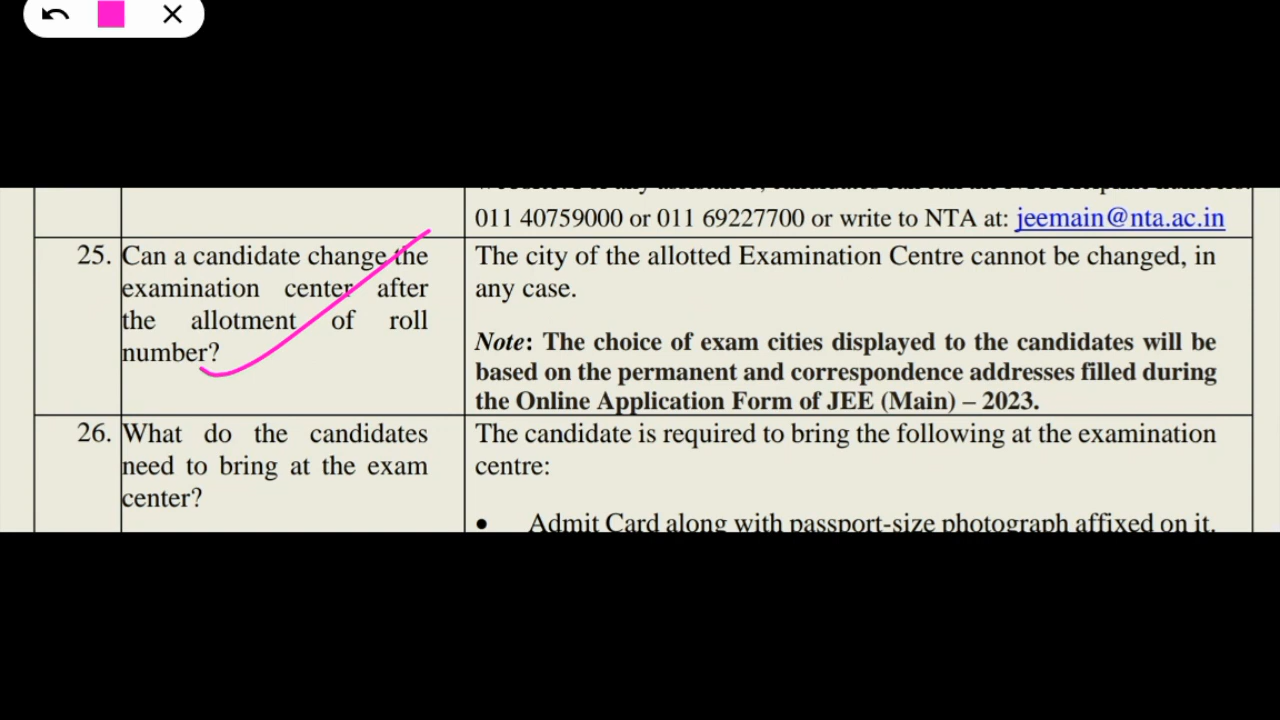 011 40759000 or 011 69227700 or write to NTA at: jeemain@nta.ac.in
25. Can a candidate change the
examination center after
the allotment of roll
number?
The city of the allotted Examination Centre cannot be changed, in
any case.
Note: The choice of exam cities displayed to the candidates will be
based on the permanent and correspondence addresses filled during
the Online Application Form of JEE (Main) – 2023.
26. What do the candidates
need to bring at the exam
center?
The candidate is required to bring the following at the examination
centre:
• Admit Card along with passport-size photograph affixed on it.